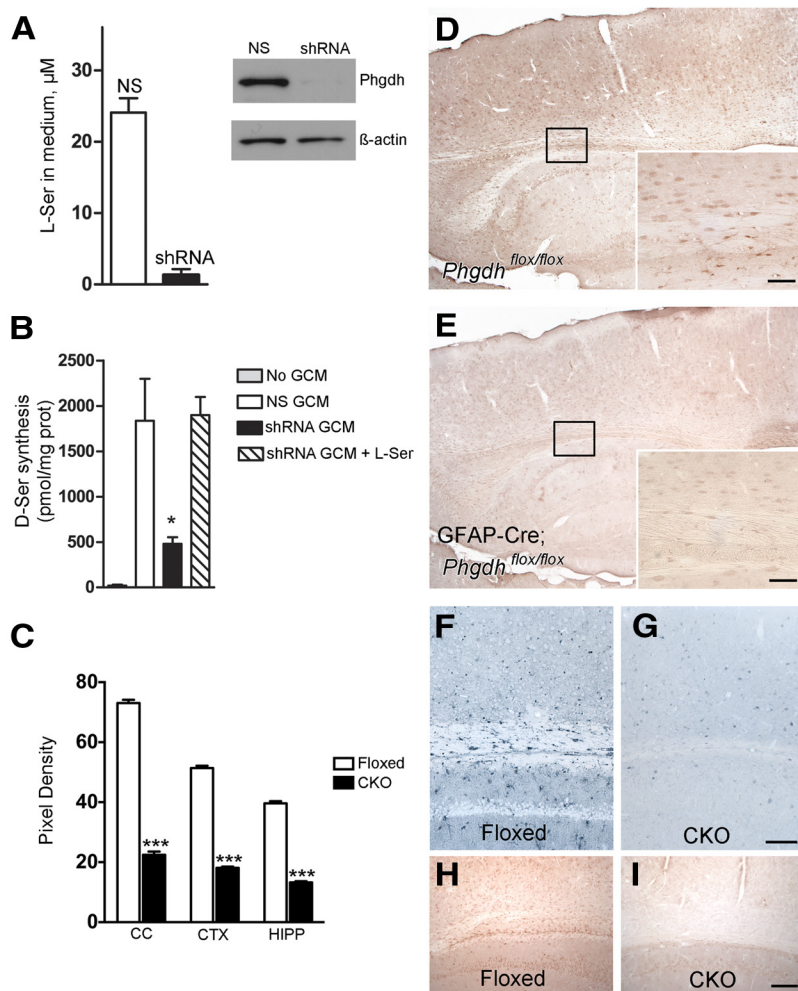 A
L-Ser in medium, µM
30
20
10
0
NS
shRNA
NS shRNA
Phgdh
ß-actin
B
D-Ser synthesis
(pmol/mg prot)
2500
2000
1500
1000
500
0
*
No GCM
NS GCM
shRNA GCM
shRNA GCM + L-Ser
C
Pixel Density
80
60
40
20
0
***
***
***
CC CTX HIPP
Floxed
CKO
D
Phgdh flox/flox
E
GFAP-Cre;
Phgdh flox/flox
F
Floxed
G
CKO
H
Floxed
I
CKO